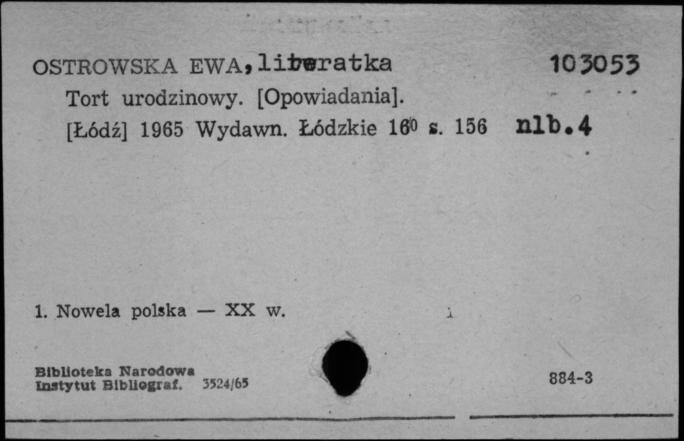 OSTROWSKA EWA, literatka 103053
Tort urodzinowy. [Opowiadania].
[Łódź] 1965 Wydawn. Łódzkie 16⁰ s. 156 nlb.4
1. Nowela polska — XX w.
Biblioteka Narodowa
Instytut Bibliograf. 3524/65
884-3